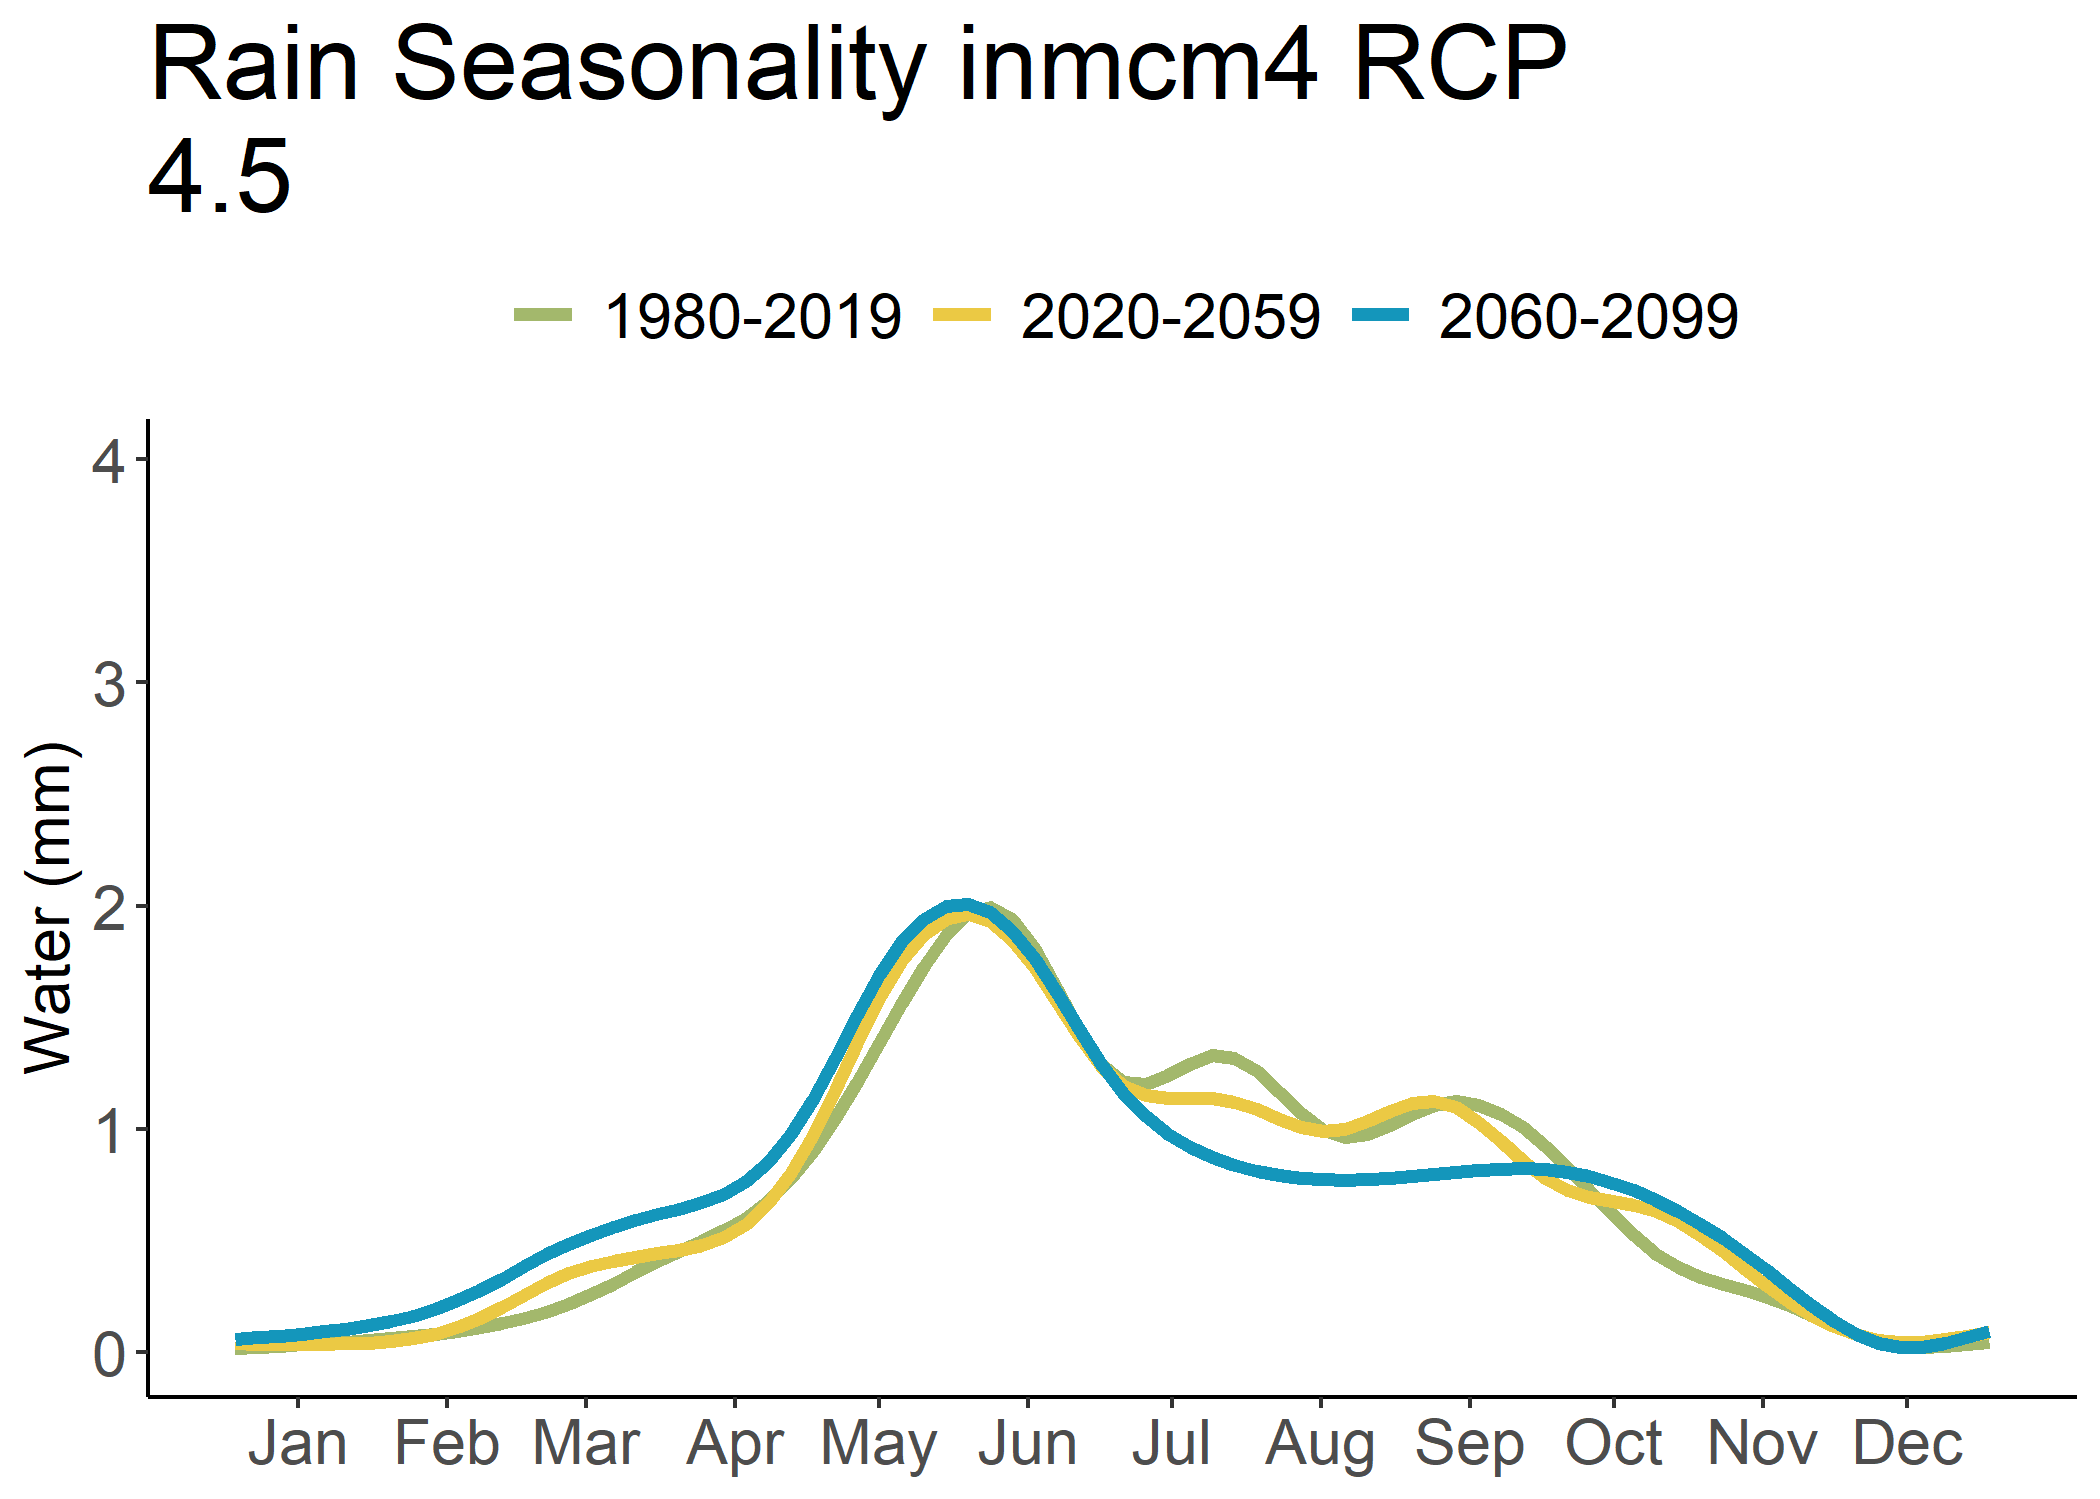 Rain Seasonality inmcm4 RCP
4.5
1980-2019 2020-2059 2060-2099
4
3
2
1
0
Water (mm)
Jan Feb Mar Apr May Jun Jul Aug Sep Oct Nov Dec